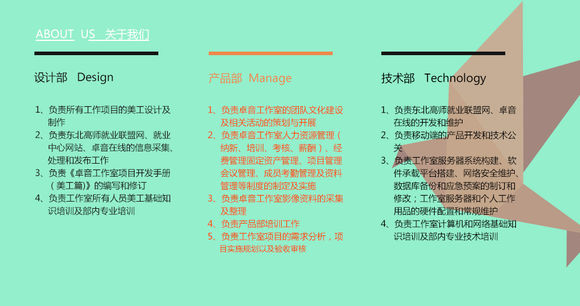 ABOUT US 关于我们
设计部 Design
1、负责所有工作项目的美工设计及
制作
2、负责东北高师就业联盟网、就业
中心网站、卓音在线的信息采集、
处理和发布工作
3、负责《卓音工作室项目开发手册
（美工篇)》的编写和修订
4、负责工作室所有人员美工基础知
识培训及部内专业培训
产品部 Manage
1、负责卓音工作室的团队文化建设
及相关活动的策划与开展
2、负责卓音工作室人力资源管理（
纳新、培训、考核、薪酬）、经
费管理固定资产管理、项目管理
会议管理、成员考勤管理及资料
管理等制度的制定及实施
3、负责卓音工作室影像资料的采集
及整理
4、负责产品部培训工作
5、负责工作室项目的需求分析，项
目实施规划以及验收审核
技术部 Technology
1、负责东北高师就业联盟网、卓音
在线的开发和维护
2、负责移动端的产品开发和技术公
关
3、负责工作室服务器系统构建、软
件承载平台搭建、网络安全维护、
数据库备份和应急预案的制订和
修改；工作室服务器和个人工作
用品的硬件配置和常规维护
4、负责工作室计算机和网络基础知
识培训及部内专业技术培训